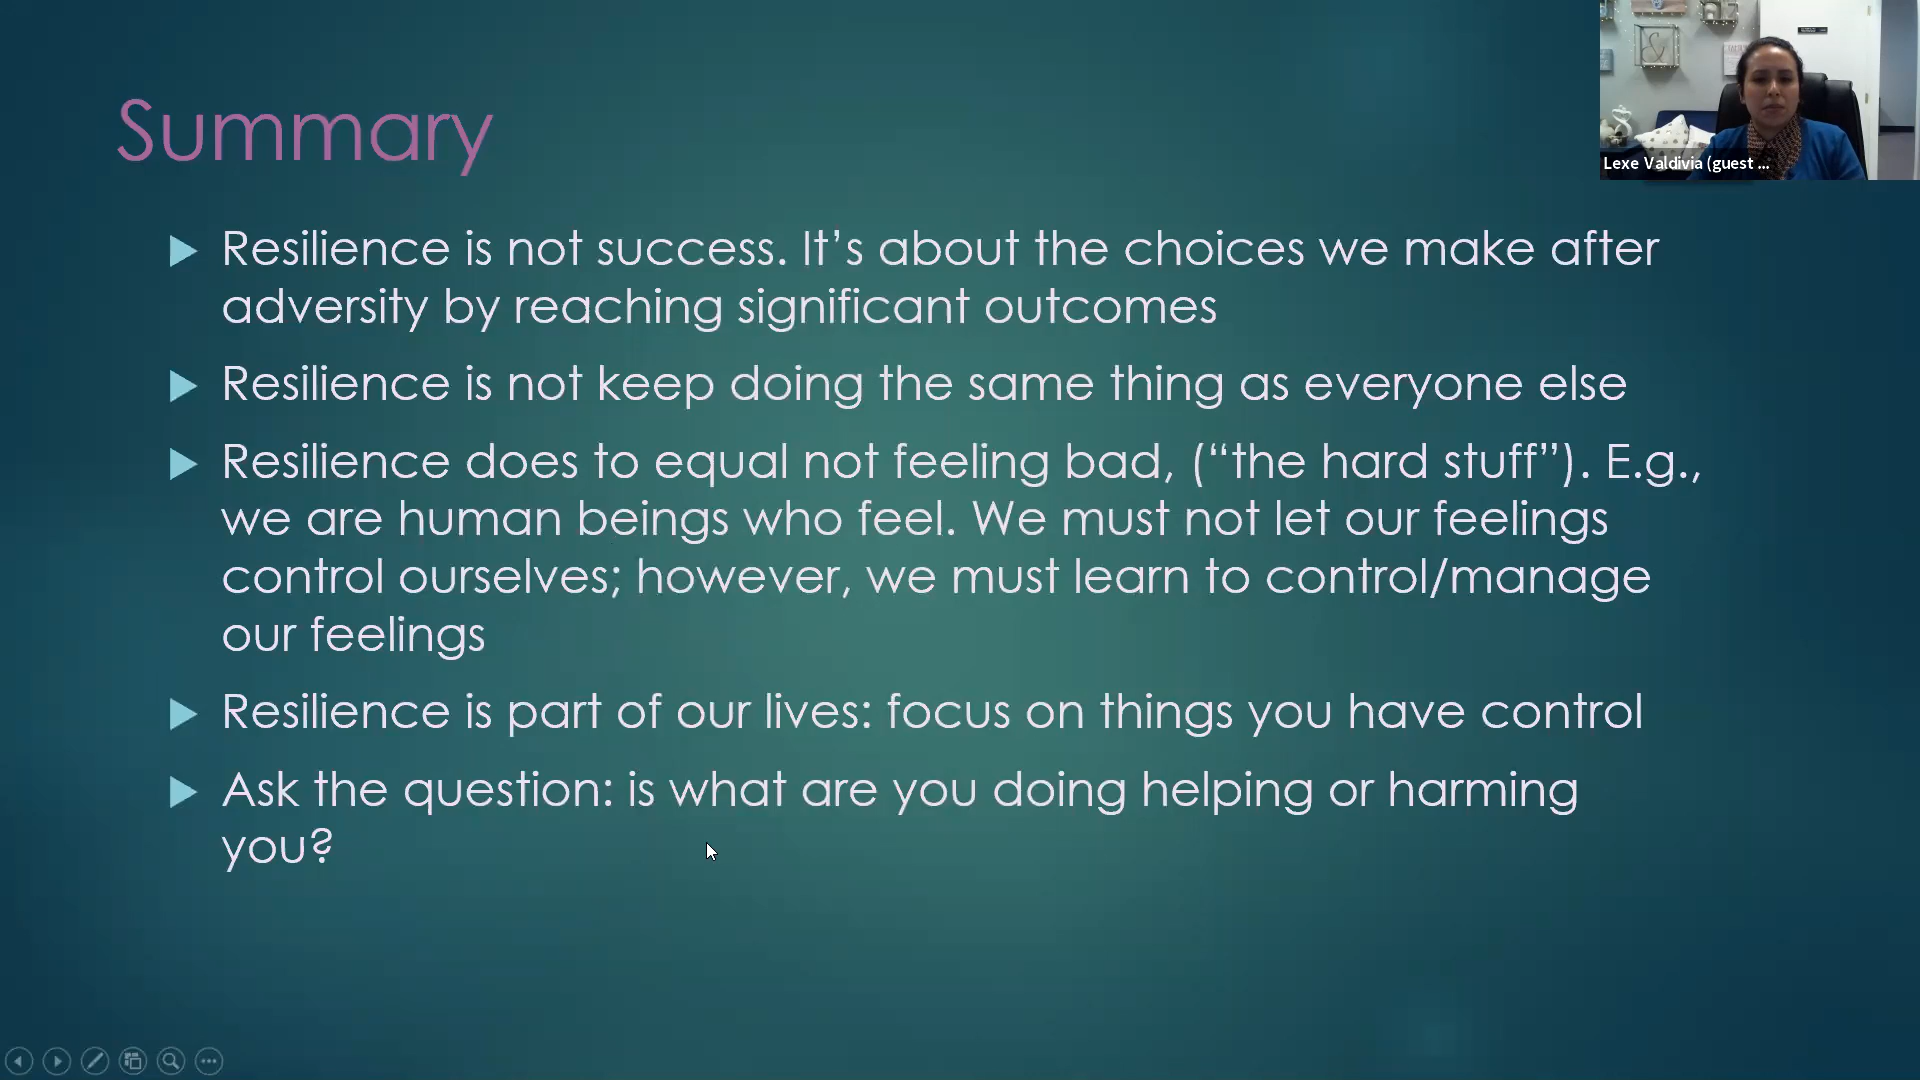 Summary
Lexe Valdivia (guest ...
Resilience is not success. It’s about the choices we make after
adversity by reaching significant outcomes
Resilience is not keep doing the same thing as everyone else
Resilience does to equal not feeling bad, (“the hard stuff”). E.g.,
we are human beings who feel. We must not let our feelings
control ourselves; however, we must learn to control/manage
our feelings
Resilience is part of our lives: focus on things you have control
Ask the question: is what are you doing helping or harming
you?